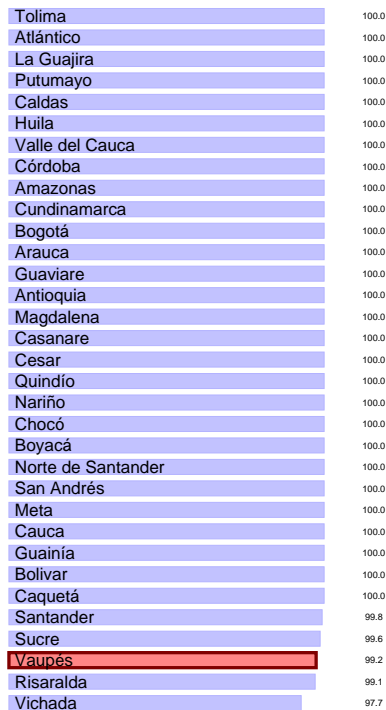 Tolima 100.0
Atlántico 100.0
La Guajira 100.0
Putumayo 100.0
Caldas 100.0
Huila 100.0
Valle del Cauca 100.0
Córdoba 100.0
Amazonas 100.0
Cundinamarca 100.0
Bogotá 100.0
Arauca 100.0
Guaviare 100.0
Antioquia 100.0
Magdalena 100.0
Casanare 100.0
Cesar 100.0
Quindío 100.0
Nariño 100.0
Chocó 100.0
Boyacá 100.0
Norte de Santander 100.0
San Andrés 100.0
Meta 100.0
Cauca 100.0
Guainía 100.0
Bolivar 100.0
Caquetá 100.0
Santander 99.8
Sucre 99.6
Vaupés 99.2
Risaralda 99.1
Vichada 97.7